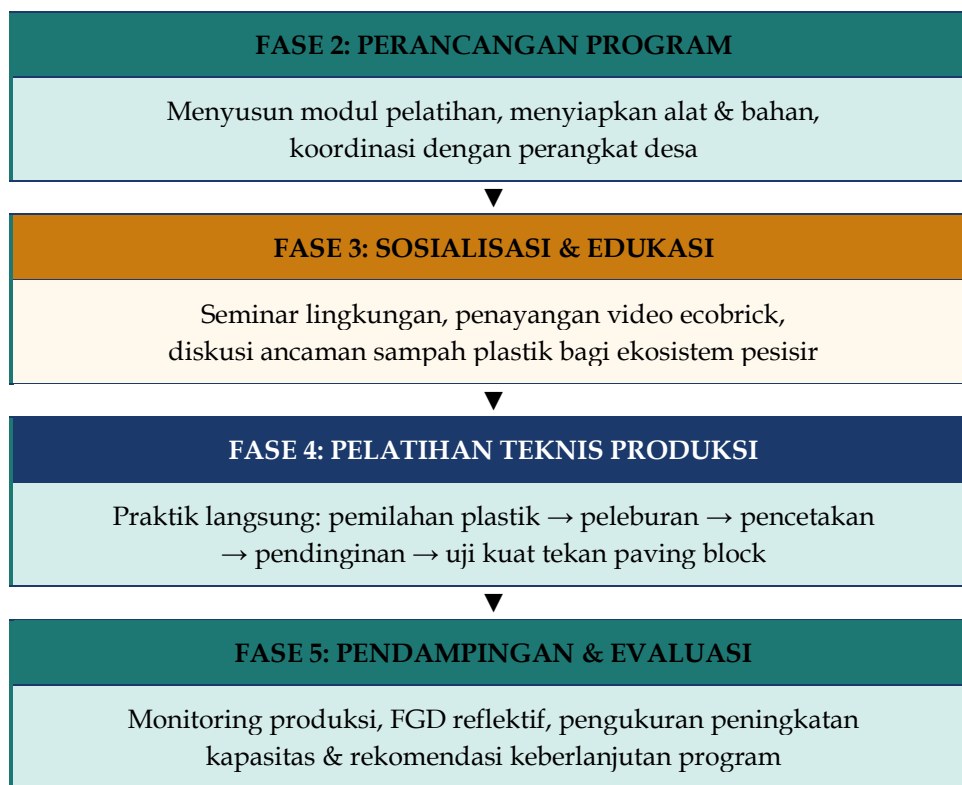 FASE 2: PERANCANGAN PROGRAM
Menyusun modul pelatihan, menyiapkan alat & bahan,
koordinasi dengan perangkat desa
▼
FASE 3: SOSIALISASI & EDUKASI
Seminar lingkungan, penayangan video ecobrick,
diskusi ancaman sampah plastik bagi ekosistem pesisir
▼
FASE 4: PELATIHAN TEKNIS PRODUKSI
Praktik langsung: pemilahan plastik → peleburan → pencetakan
→ pendinginan → uji kuat tekan paving block
▼
FASE 5: PENDAMPINGAN & EVALUASI
Monitoring produksi, FGD reflektif, pengukuran peningkatan
kapasitas & rekomendasi keberlanjutan program